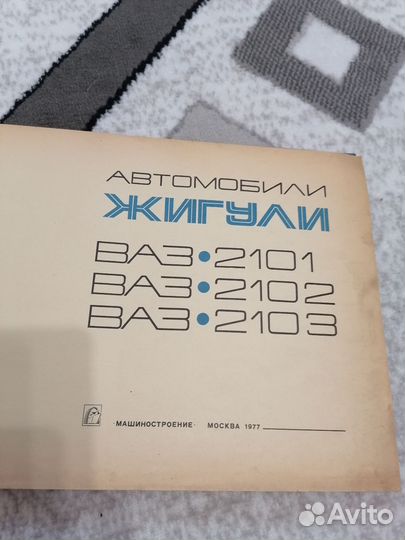 АВТОМОБИЛИ
ЖИГУЛИ
ВАЗ•2101
ВАЗ•2102
ВАЗ•2103
·МАШИНОСТРОЕНИЕ· МОСКВА 1977
Avito